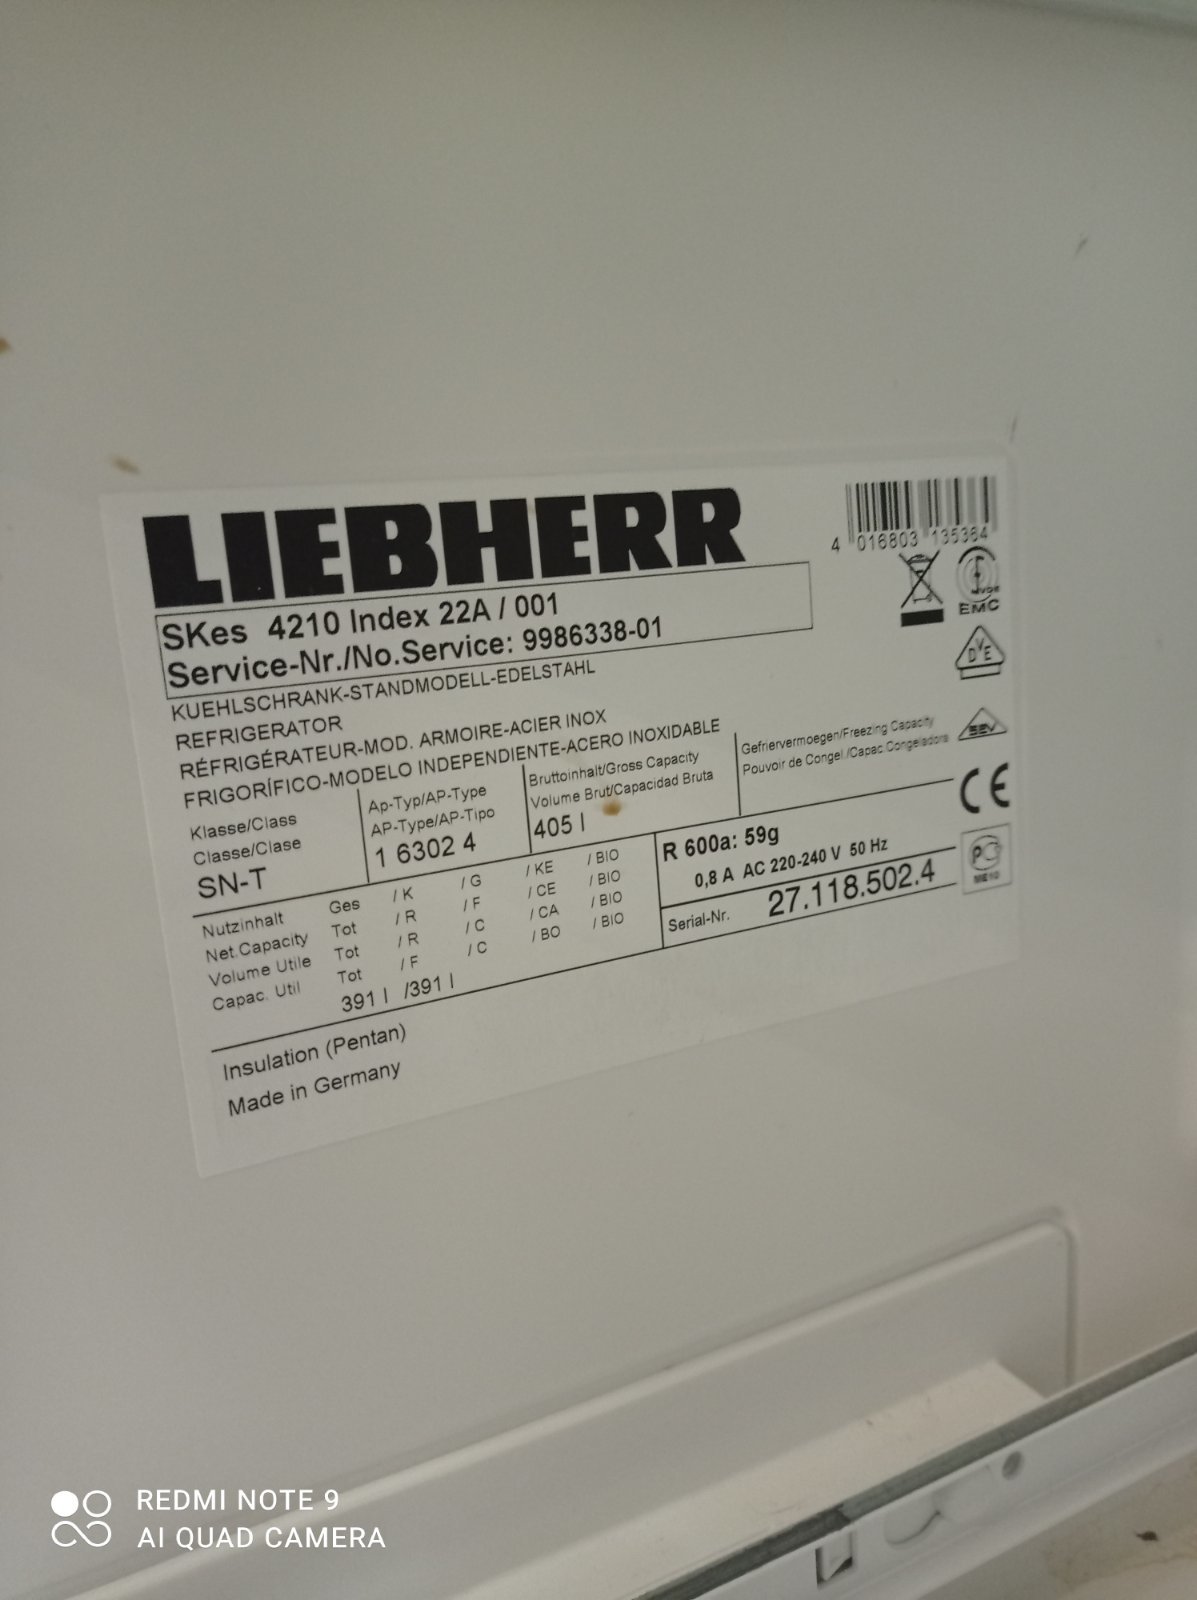 LIEBHERR
4 016803 135364
SKes 4210 Index 22A / 001
Service-Nr./No.Service: 9986338-01
EMC
DVE
KUEHLSCHRANK-STANDMODELL-EDELSTAHL
REFRIGERATOR
RÉFRIGÉRATEUR-MOD. ARMOIRE-ACIER INOX
FRIGORÍFICO-MODELO INDEPENDIENTE-ACERO INOXIDABLE
Klasse/Class
Classe/Clase
SN-T
Ap-Typ/AP-Type
AP-Type/AP-Tipo
1 6302 4
Bruttoinhalt/Gross Capacity
Volume Brut/Capacidad Bruta
405 l
Gefriervermoegen/Freezing Capacity
Pouvoir de Congel./Capac.Congeladora
SEV
CE
Nutzinhalt Ges / K / G / KE / BIO
Net.Capacity Tot / R / F / CE / BIO
Volume Utile Tot / R / C / CA / BIO
Capac. Util Tot / F / C / BO / BIO
391 l /391 l
R 600a: 59g
0,8 A AC 220-240 V 50 Hz
Serial-Nr. 27.118.502.4
ME10
Insulation (Pentan)
Made in Germany
REDMI NOTE 9
AI QUAD CAMERA